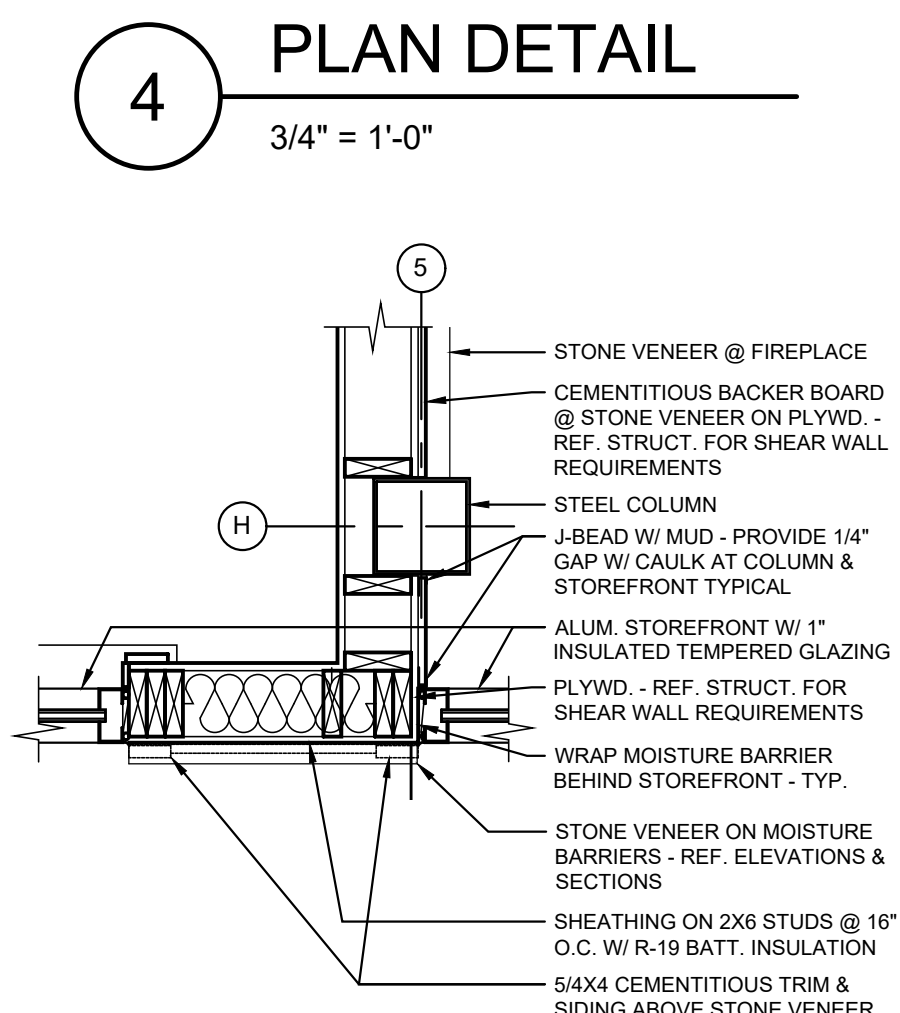 4
PLAN DETAIL
3/4" = 1'-0"
5
STONE VENEER @ FIREPLACE
CEMENTITIOUS BACKER BOARD
@ STONE VENEER ON PLYWD. -
REF. STRUCT. FOR SHEAR WALL
REQUIREMENTS
STEEL COLUMN
H
J-BEAD W/ MUD - PROVIDE 1/4"
GAP W/ CAULK AT COLUMN &
STOREFRONT TYPICAL
ALUM. STOREFRONT W/ 1"
INSULATED TEMPERED GLAZING
PLYWD. - REF. STRUCT. FOR
SHEAR WALL REQUIREMENTS
WRAP MOISTURE BARRIER
BEHIND STOREFRONT - TYP.
STONE VENEER ON MOISTURE
BARRIERS - REF. ELEVATIONS &
SECTIONS
SHEATHING ON 2X6 STUDS @ 16"
O.C. W/ R-19 BATT. INSULATION
5/4X4 CEMENTITIOUS TRIM &
SIDING ABOVE STONE VENEER